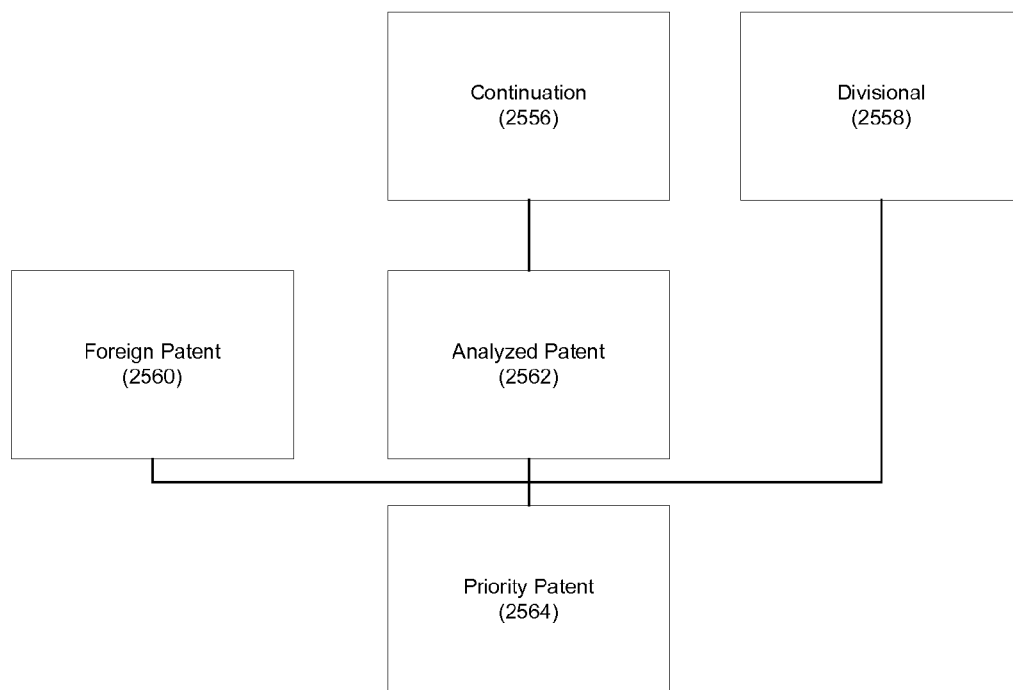 Continuation
(2556)
Divisional
(2558)
Foreign Patent
(2560)
Analyzed Patent
(2562)
Priority Patent
(2564)